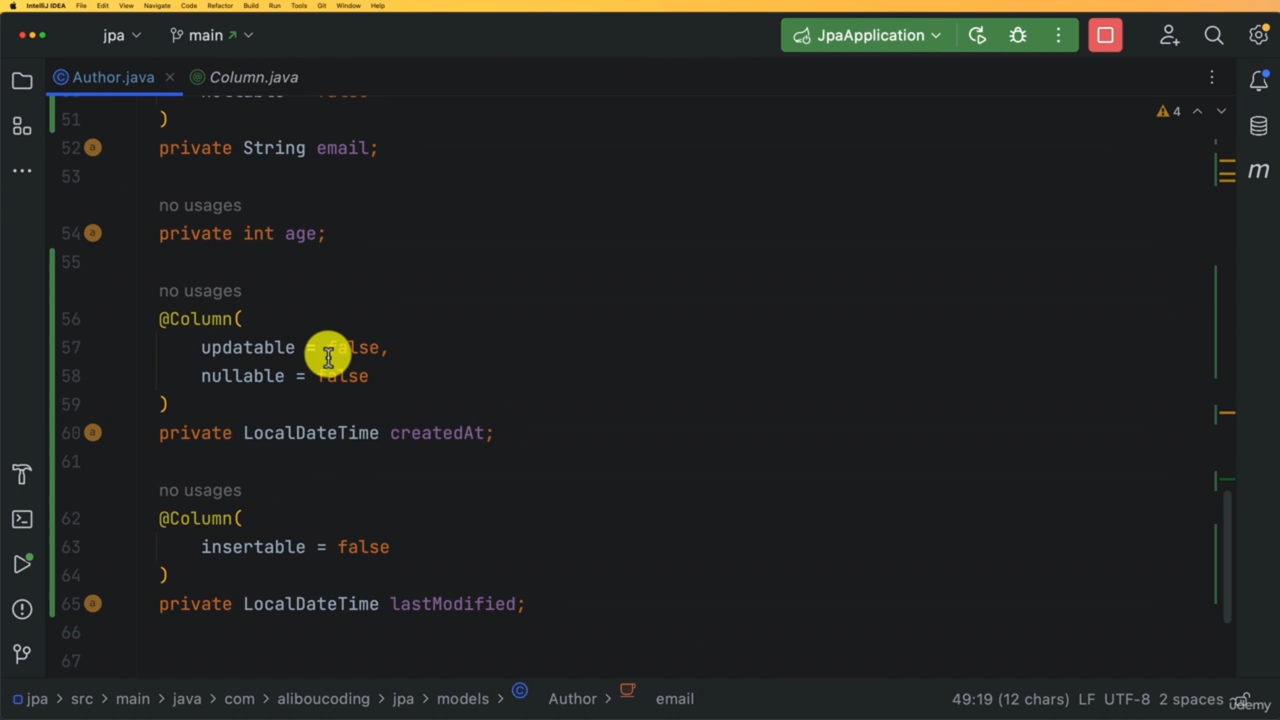 IntelliJ IDEA File Edit View Navigate Code Refactor Build Run Tools Git Window Help
jpa main JpaApplication
Author.java Column.java
51 )
4
52 private String email;
53
no usages
54 private int age;
55
no usages
56 @Column(
57 updatable = false,
58 nullable = false
59 )
60 private LocalDateTime createdAt;
61
no usages
62 @Column(
63 insertable = false
64 )
65 private LocalDateTime lastModified;
66
67
jpa > src > main > java > com > aliboucoding > jpa > models > Author > email 49:19 (12 chars) LF UTF-8 2 spaces
udemy